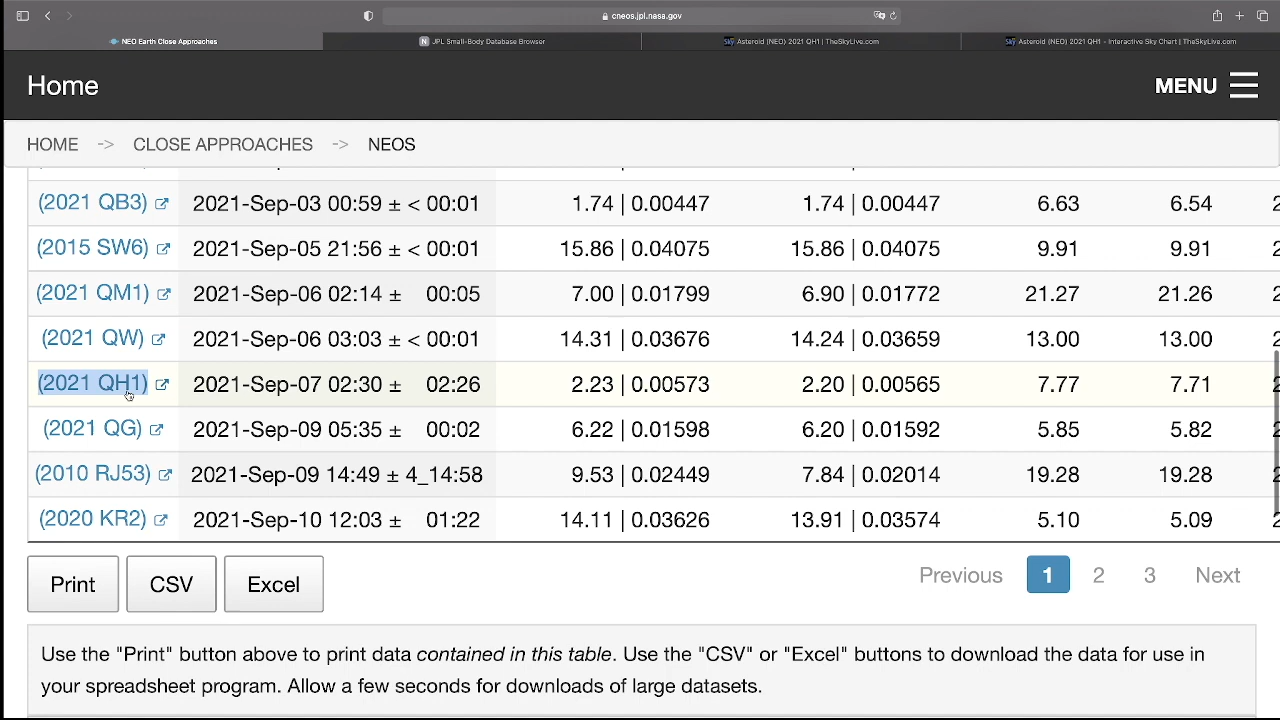 cneos.jpl.nasa.gov
NEO Earth Close Approaches
N JPL Small-Body Database Browser
Sky Asteroid (NEO) 2021 QH1 | TheSkyLive.com
Sky Asteroid (NEO) 2021 QH1 - Interactive Sky Chart | TheSkyLive.com
Home MENU
HOME -> CLOSE APPROACHES -> NEOS
(2021 QB3) 2021-Sep-03 00:59 ± < 00:01 1.74 | 0.00447 1.74 | 0.00447 6.63 6.54
(2015 SW6) 2021-Sep-05 21:56 ± < 00:01 15.86 | 0.04075 15.86 | 0.04075 9.91 9.91
(2021 QM1) 2021-Sep-06 02:14 ± 00:05 7.00 | 0.01799 6.90 | 0.01772 21.27 21.26
(2021 QW) 2021-Sep-06 03:03 ± < 00:01 14.31 | 0.03676 14.24 | 0.03659 13.00 13.00
(2021 QH1) 2021-Sep-07 02:30 ± 02:26 2.23 | 0.00573 2.20 | 0.00565 7.77 7.71
(2021 QG) 2021-Sep-09 05:35 ± 00:02 6.22 | 0.01598 6.20 | 0.01592 5.85 5.82
(2010 RJ53) 2021-Sep-09 14:49 ± 4_14:58 9.53 | 0.02449 7.84 | 0.02014 19.28 19.28
(2020 KR2) 2021-Sep-10 12:03 ± 01:22 14.11 | 0.03626 13.91 | 0.03574 5.10 5.09
Print CSV Excel Previous 1 2 3 Next
Use the "Print" button above to print data contained in this table. Use the "CSV" or "Excel" buttons to download the data for use in
your spreadsheet program. Allow a few seconds for downloads of large datasets.